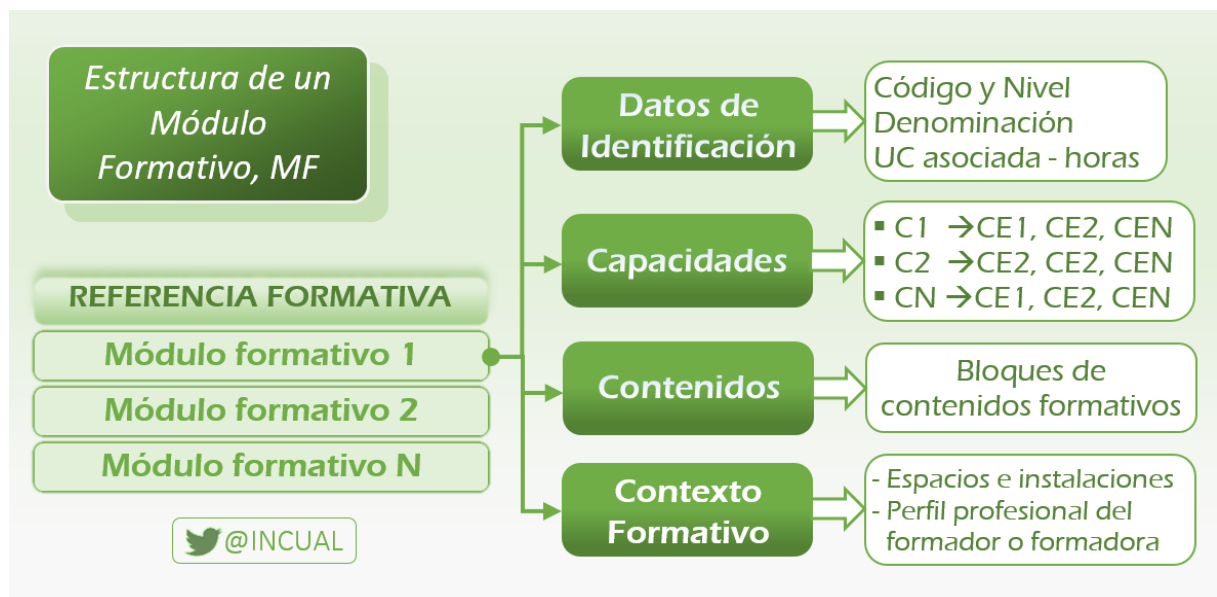 Estructura de un
Módulo
Formativo, MF
REFERENCIA FORMATIVA
Módulo formativo 1
Módulo formativo 2
Módulo formativo N
@INCUAL
Datos de
Identificación
Código y Nivel
Denominación
UC asociada - horas
Capacidades
▪ C1 →CE1, CE2, CEN
▪ C2 →CE2, CE2, CEN
▪ CN →CE1, CE2, CEN
Contenidos
Bloques de
contenidos formativos
Contexto
Formativo
- Espacios e instalaciones
- Perfil profesional del
formador o formadora